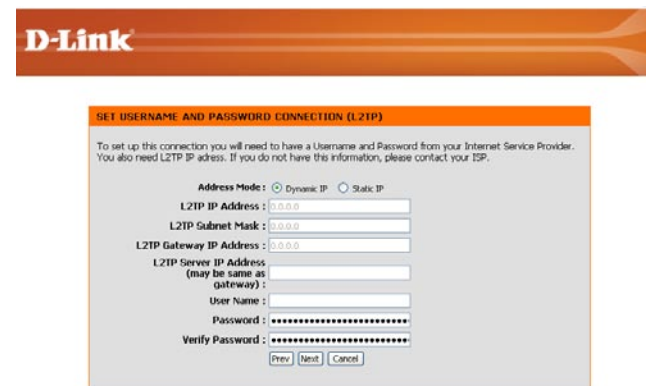 D-Link
SET USERNAME AND PASSWORD CONNECTION (L2TP)
To set up this connection you will need to have a Username and Password from your Internet Service Provider.
You also need L2TP IP adress. If you do not have this information, please contact your ISP.
Address Mode : Dynamic IP Static IP
L2TP IP Address : 0.0.0.0
L2TP Subnet Mask : 0.0.0.0
L2TP Gateway IP Address : 0.0.0.0
L2TP Server IP Address
(may be same as
gateway) :
User Name :
Password : •••••••••••••••••••••••••
Verify Password : •••••••••••••••••••••••••
Prev Next Cancel